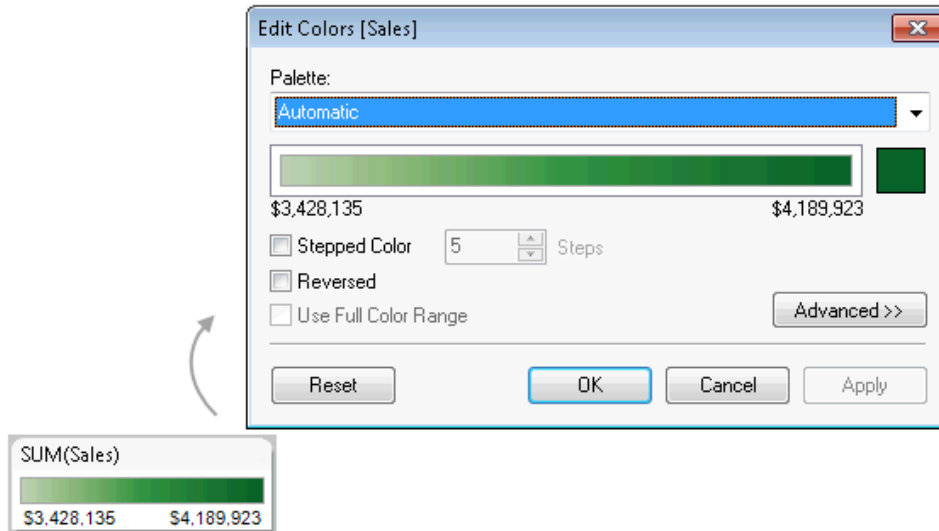 Edit Colors [Sales]
Palette:
Automatic
$3,428,135 $4,189,923
Stepped Color 5 Steps
Reversed
Use Full Color Range
Advanced >>
Reset OK Cancel Apply
SUM(Sales)
$3,428,135 $4,189,923